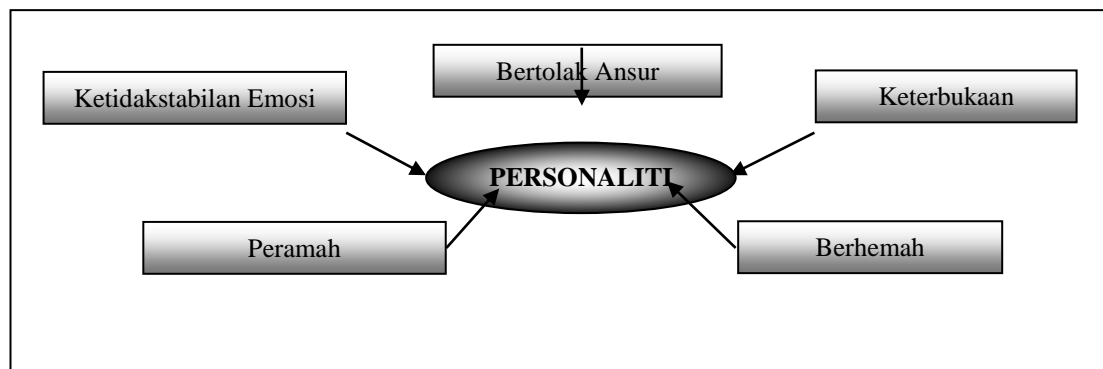 Bertolak Ansur
Ketidakstabilan Emosi
Keterbukaan
PERSONALITI
Peramah
Berhemah